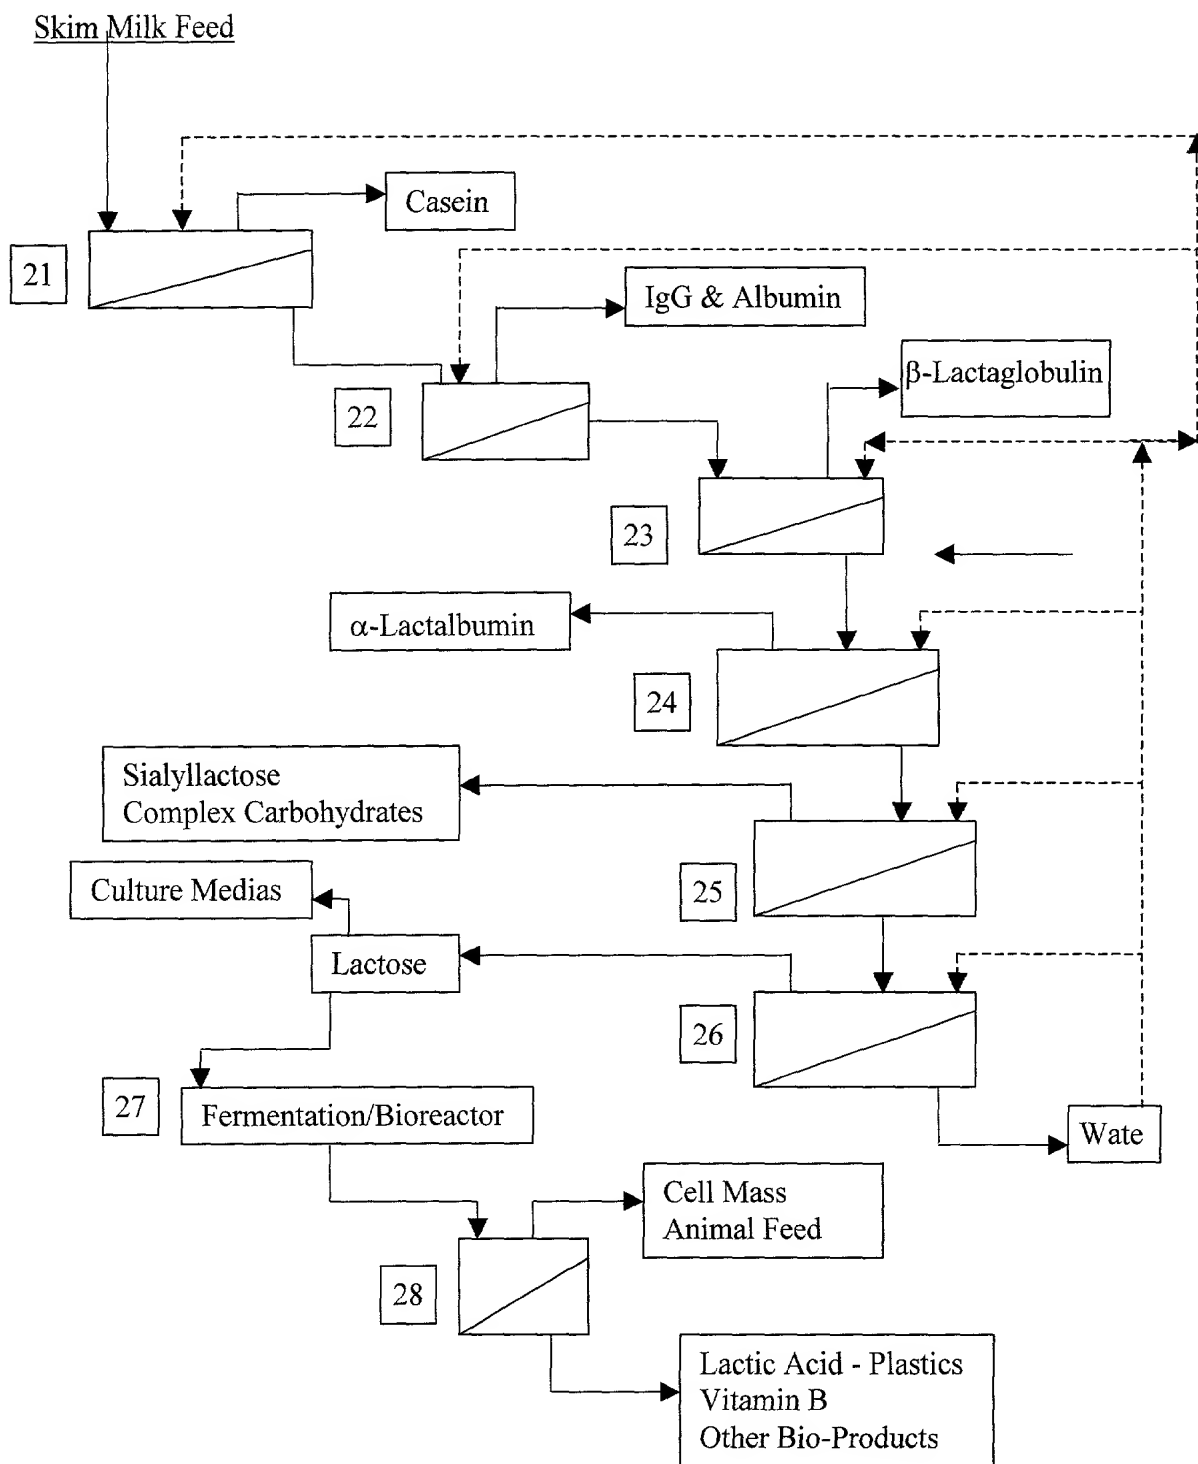 Skim Milk Feed
Casein
21
IgG & Albumin
β-Lactaglobulin
22
23
α-Lactalbumin
24
Sialyllactose
Complex Carbohydrates
Culture Medias
25
Lactose
26
27
Fermentation/Bioreactor
Wate
Cell Mass
Animal Feed
28
Lactic Acid - Plastics
Vitamin B
Other Bio-Products